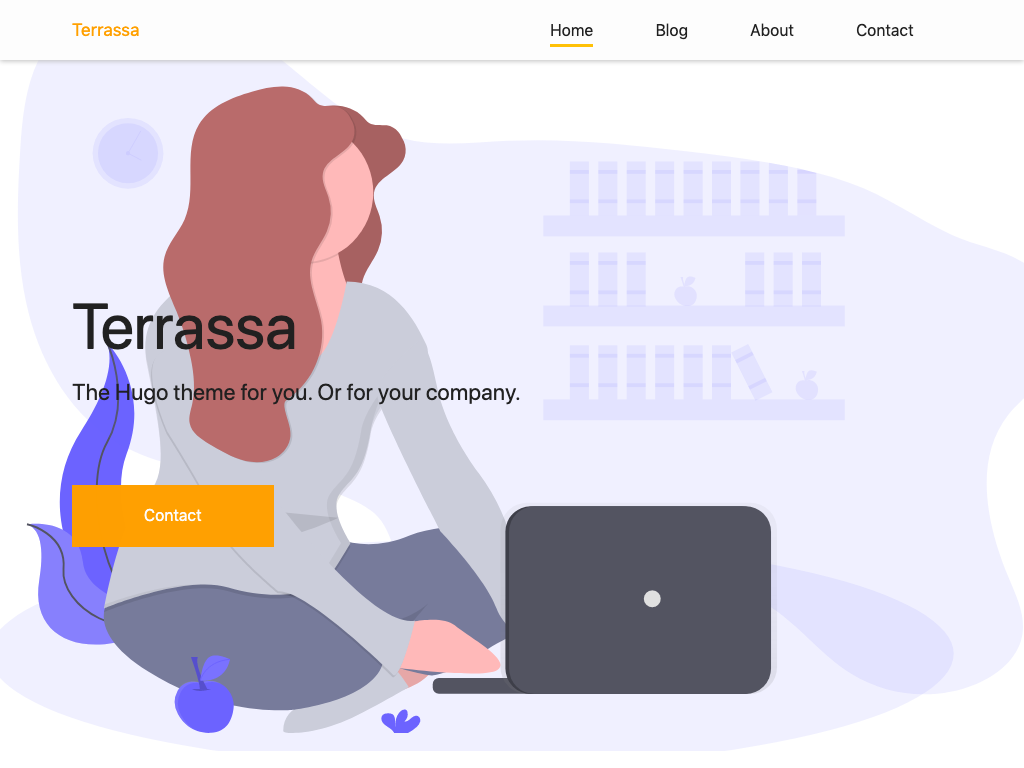 Terrassa
Home Blog About Contact
Terrassa
The Hugo theme for you. Or for your company.
Contact